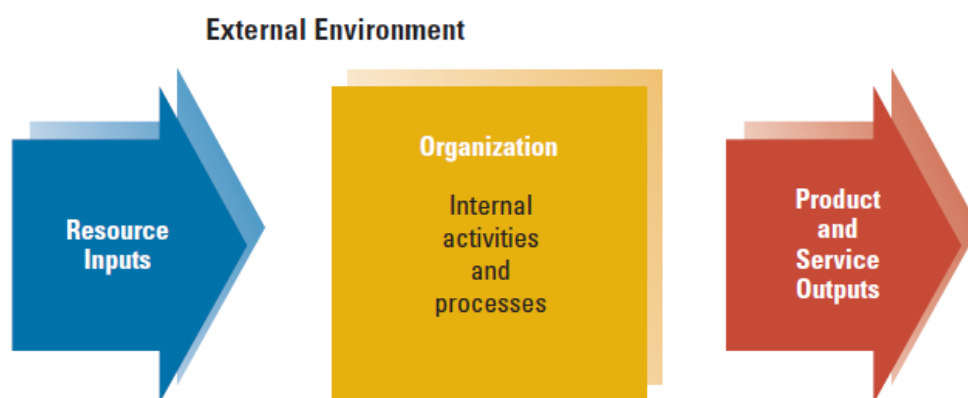 External Environment
Resource
Inputs
Organization
Internal
activities
and
processes
Product
and
Service
Outputs